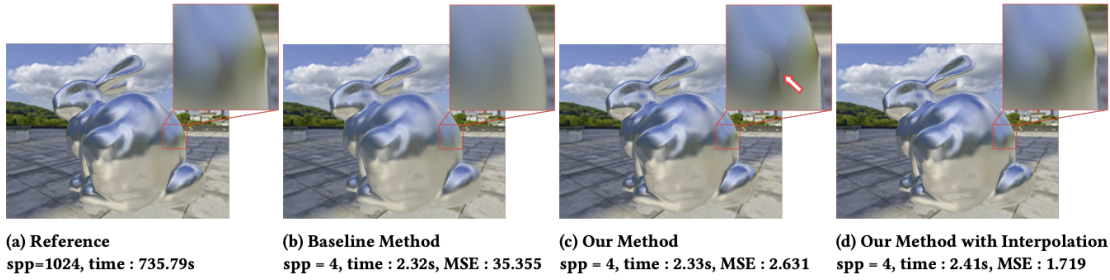 (a) Reference
spp=1024, time : 735.79s
(b) Baseline Method
spp = 4, time : 2.32s, MSE : 35.355
(c) Our Method
spp = 4, time : 2.33s, MSE : 2.631
(d) Our Method with Interpolation
spp = 4, time : 2.41s, MSE : 1.719